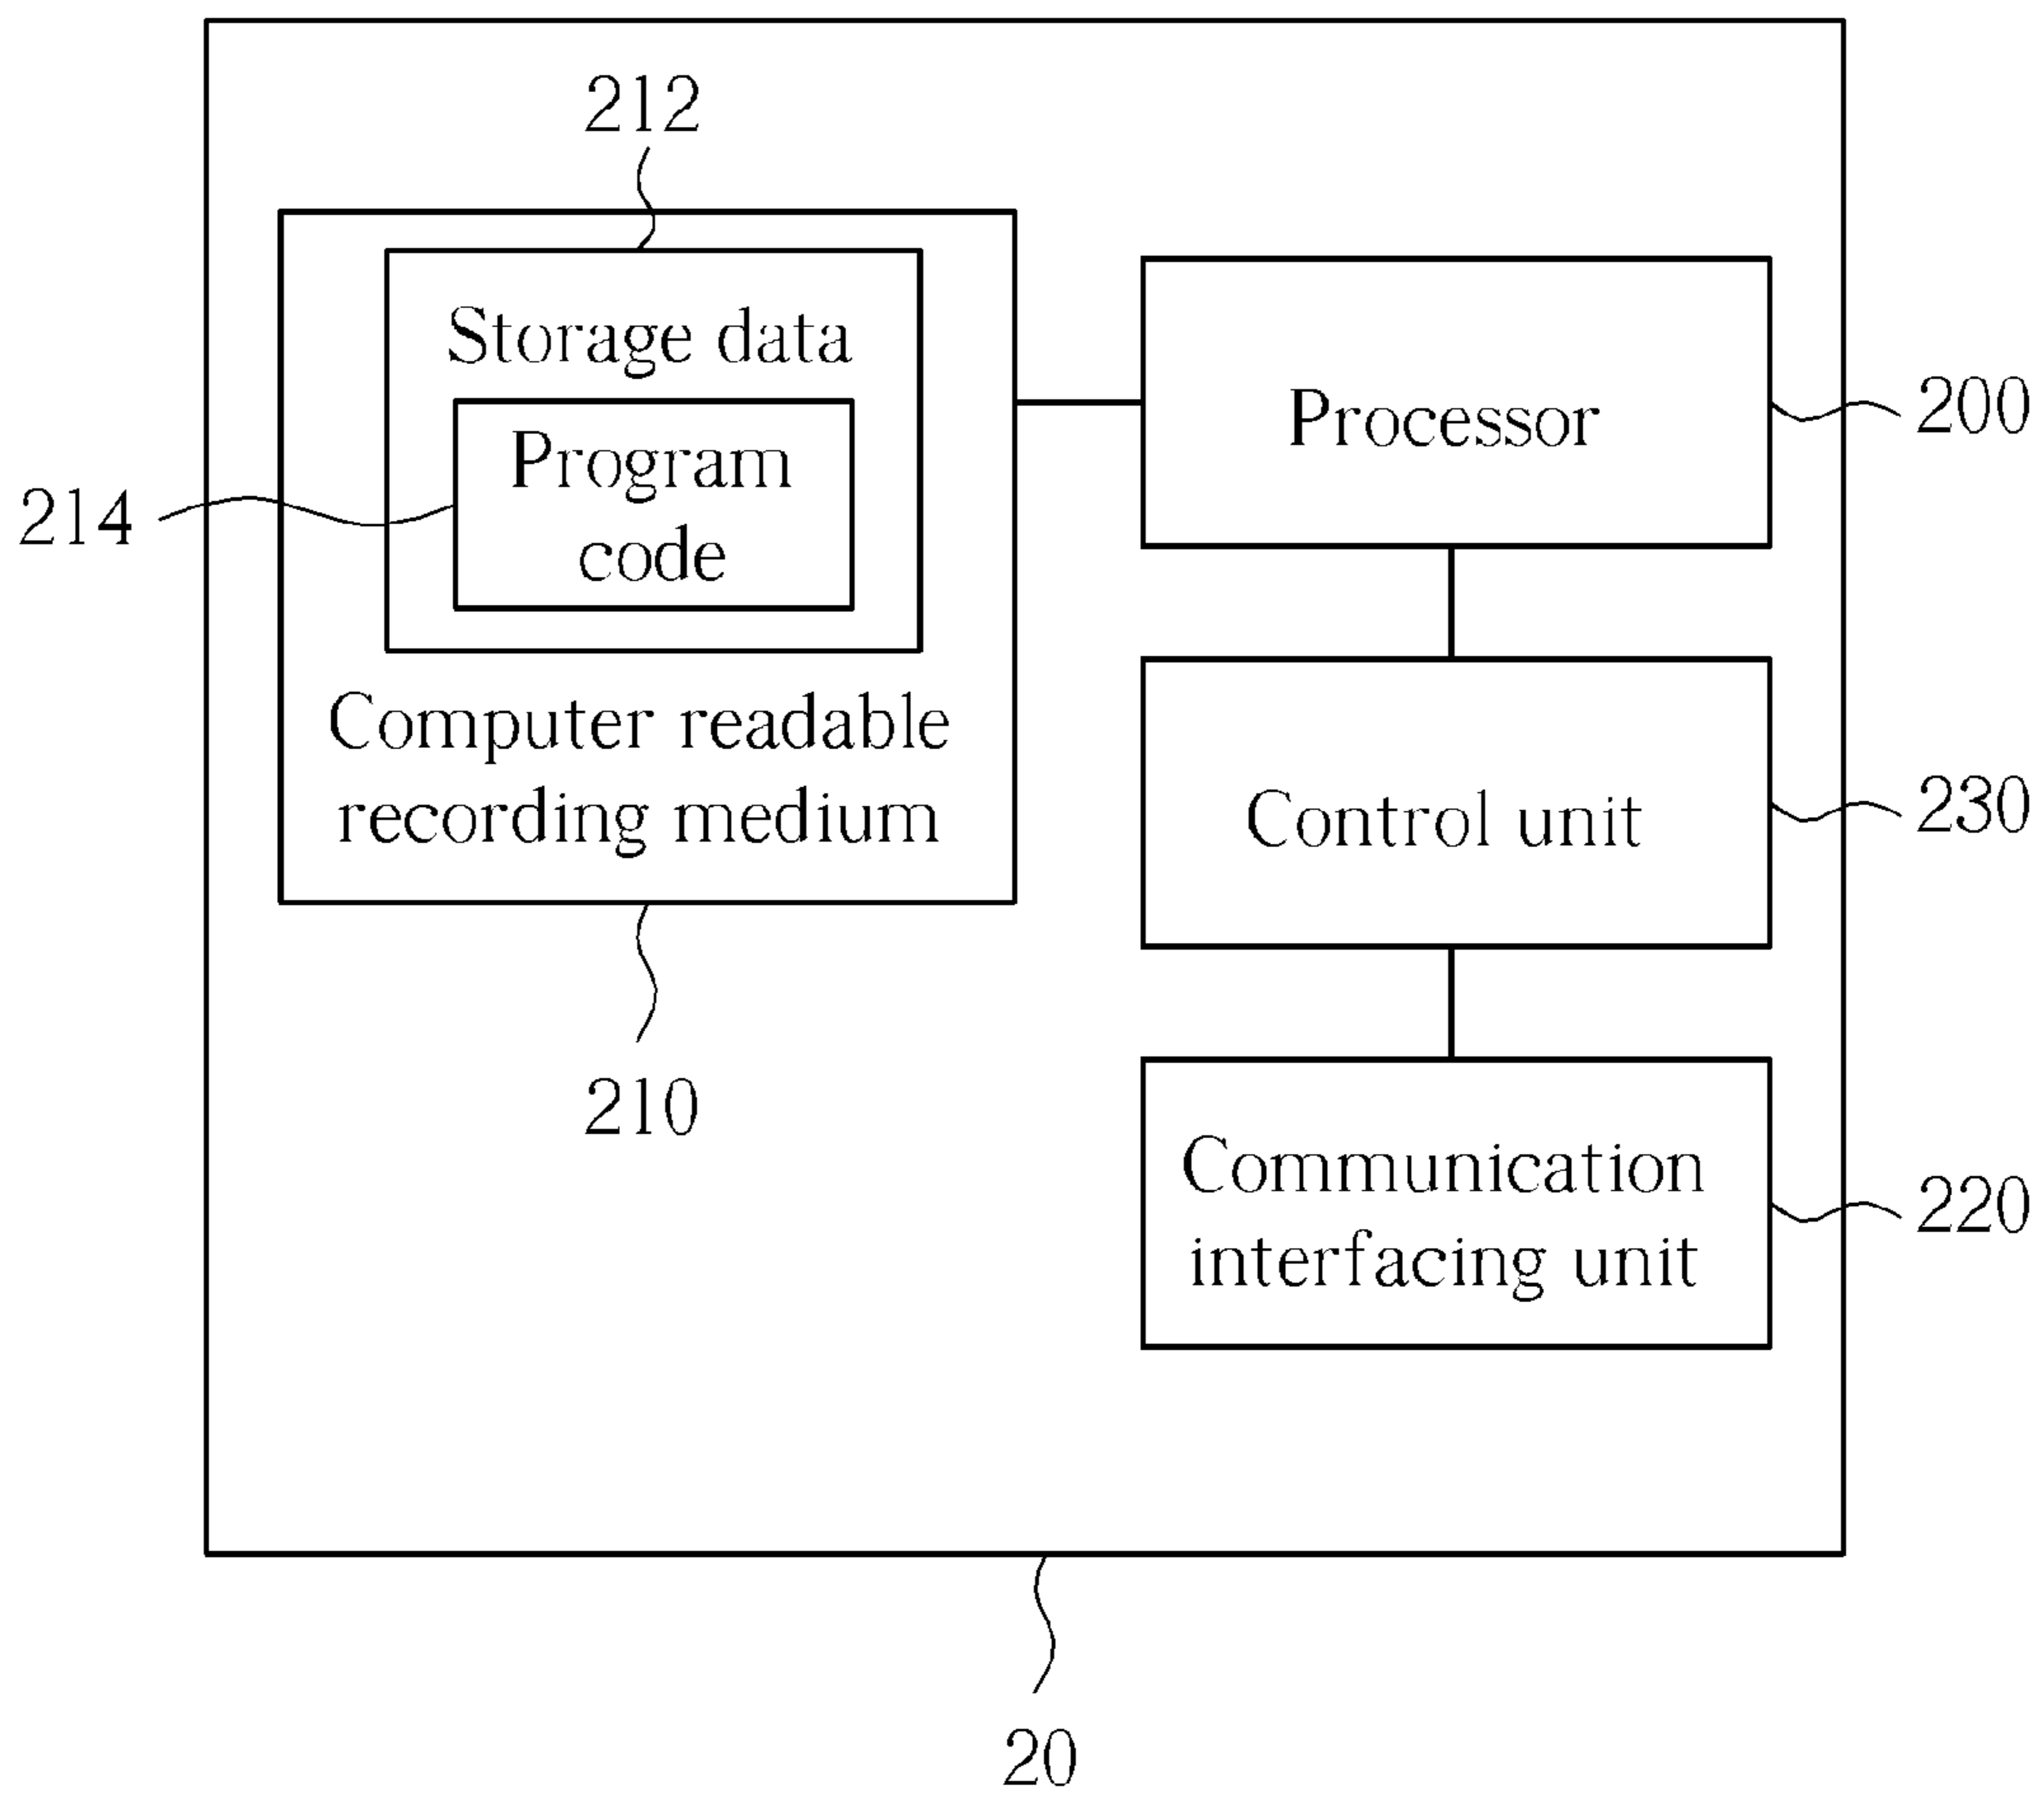 212
Storage data
Program
code
214
Computer readable
recording medium
210
Processor
200
Control unit
230
Communication
interfacing unit
220
20